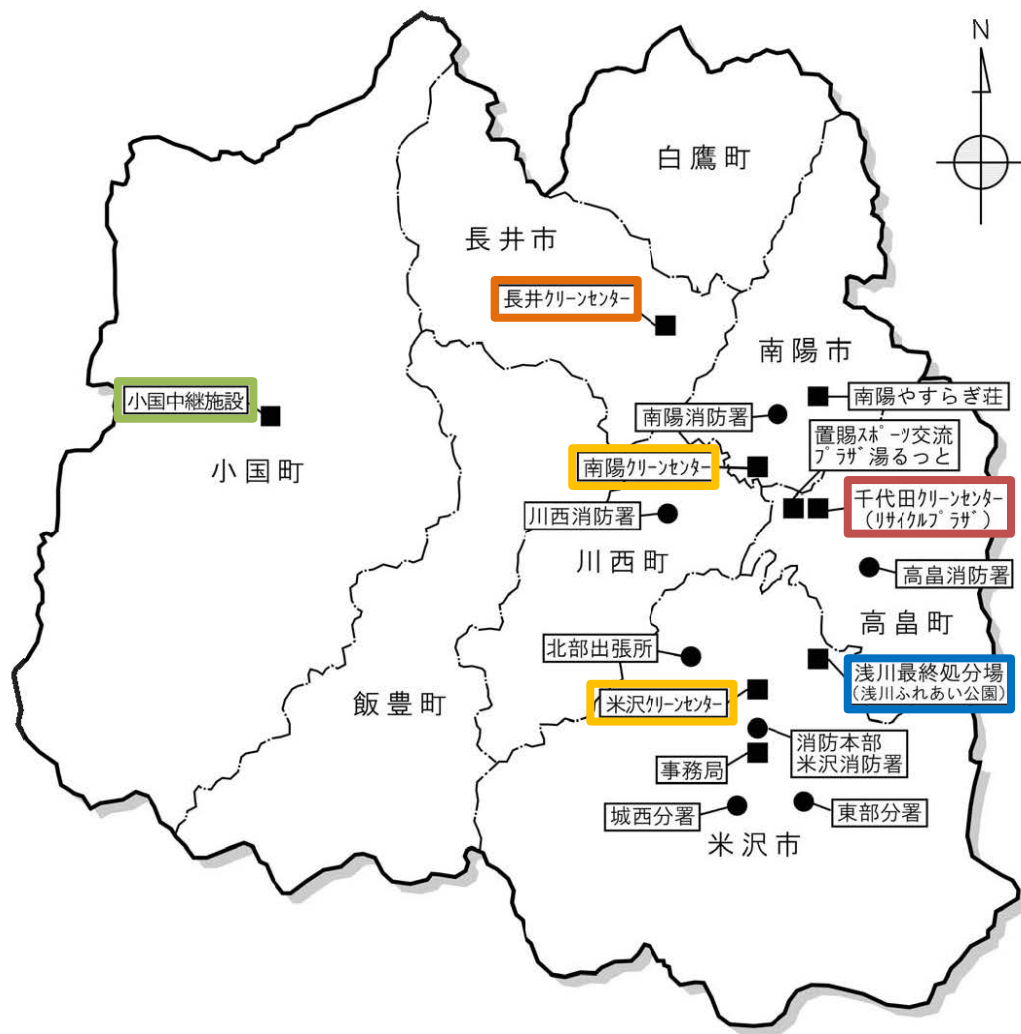 N
白鷹町
長井市
長井ｸﾘｰﾝｾﾝﾀｰ
南陽市
小国中継施設
南陽やすらぎ荘
南陽消防署
置賜ｽﾎﾟｰﾂ交流
ﾌﾟﾗｻﾞ湯るっと
小国町
南陽ｸﾘｰﾝｾﾝﾀｰ
千代田ｸﾘｰﾝｾﾝﾀｰ
(ﾘｻｲｸﾙﾌﾟﾗｻﾞ)
川西消防署
川西町
高畠消防署
高畠町
北部出張所
浅川最終処分場
(浅川ふれあい公園)
飯豊町
米沢ｸﾘｰﾝｾﾝﾀｰ
消防本部
米沢消防署
事務局
城西分署
東部分署
米沢市